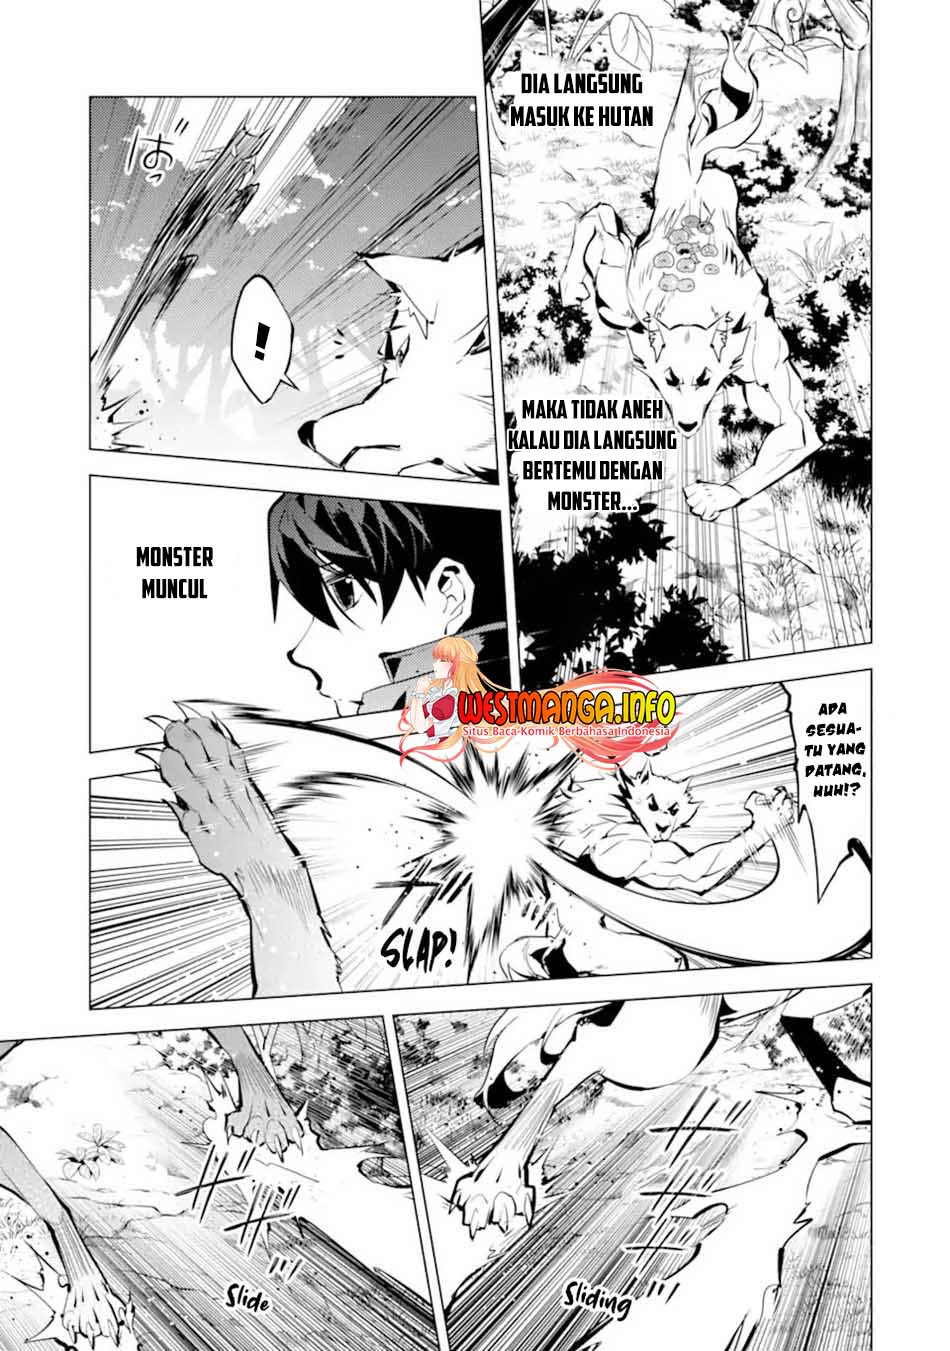 DIA LANGSUNG
MASUK KE HUTAN
MAKA TIDAK ANEH
KALAU DIA LANGSUNG
BERTEMU DENGAN
MONSTER...
ばっ
!
MONSTER
MUNCUL
WESTMANGA.INFO
Situs Baca Komik Berbahasa Indonesia
ADA
SESUA-
TU YANG
DATANG,
HUH!?
SLAP!
Sliding
Slide